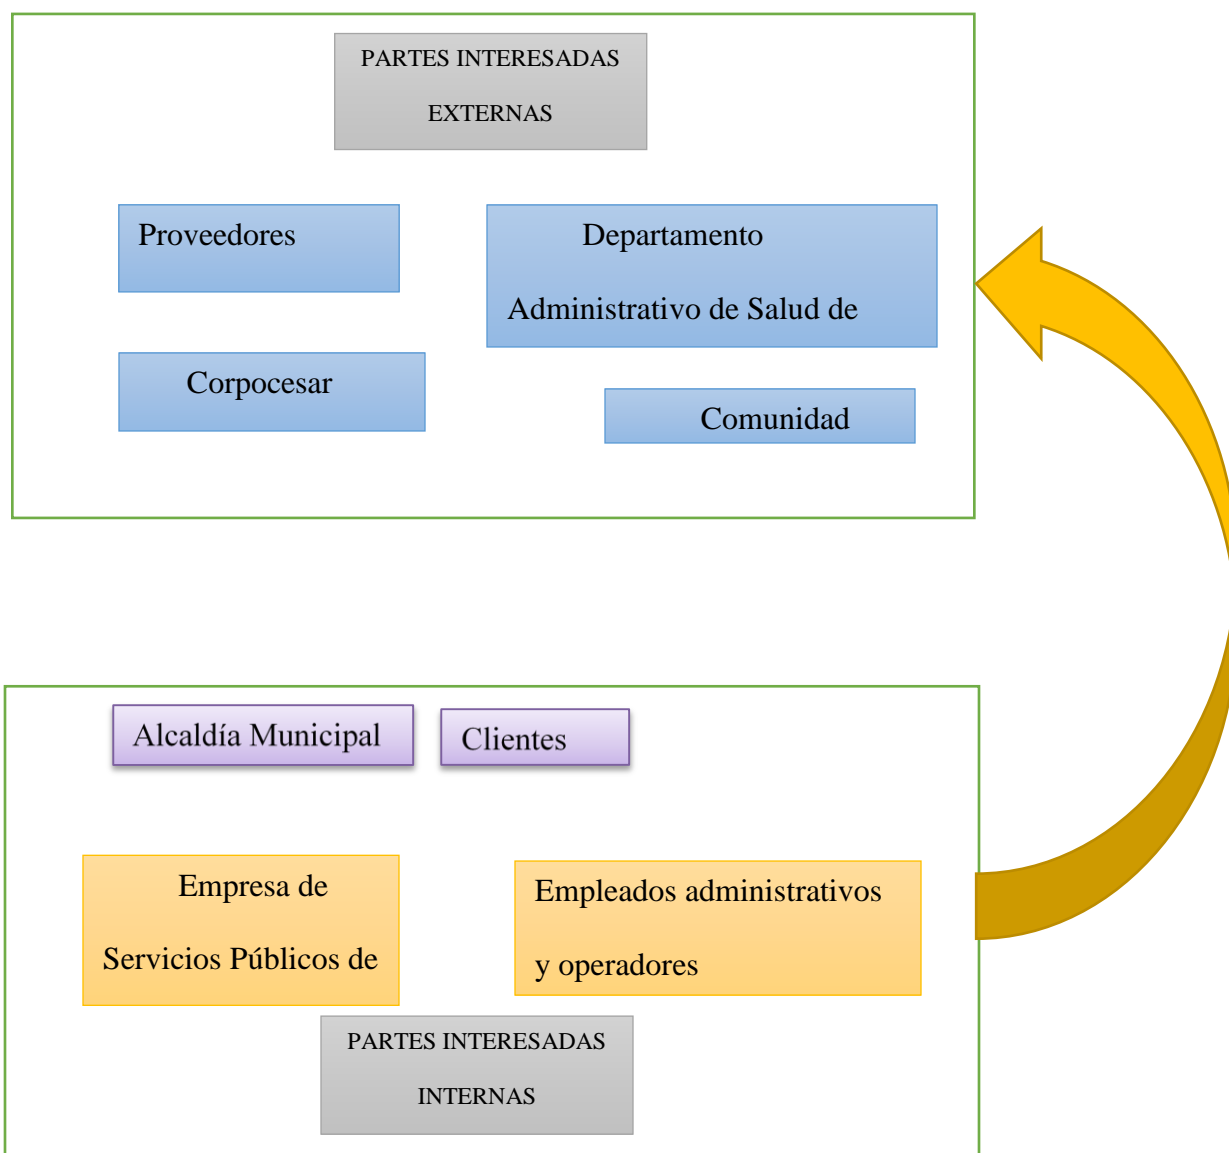 PARTES INTERESADAS
EXTERNAS
Proveedores
Departamento
Administrativo de Salud de
Corpocesar
Comunidad
Alcaldía Municipal
Clientes
Empresa de
Servicios Públicos de
Empleados administrativos
y operadores
PARTES INTERESADAS
INTERNAS